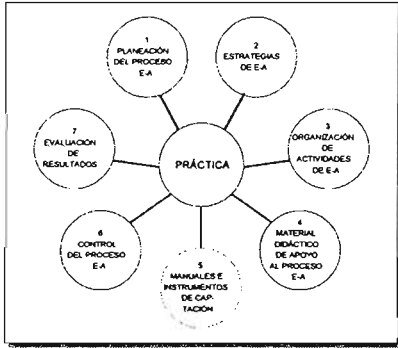 1
PLANEACIÓN
DEL PROCESO
E-A
2
ESTRATEGIAS
DE E-A
3
ORGANIZACIÓN
DE
ACTIVIDADES
DE E-A
4
MATERIAL
DIDÁCTICO
DE APOYO
AL PROCESO
E-A
5
MANUALES E
INSTRUMENTOS
DE CAP-
TACIÓN
6
CONTROL
DEL PROCESO
E-A
7
EVALUACIÓN
DE
RESULTADOS
PRÁCTICA